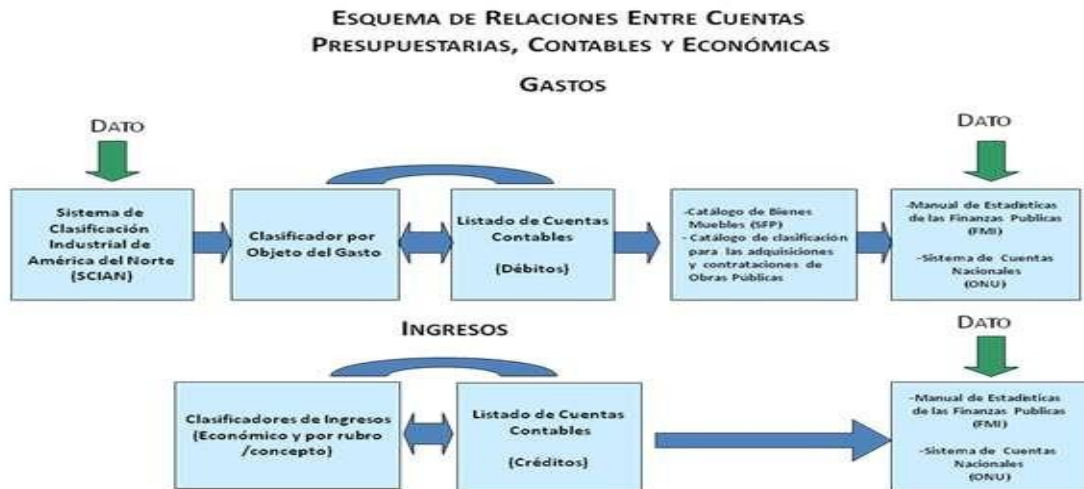 ESQUEMA DE RELACIONES ENTRE CUENTAS
PRESUPUESTARIAS, CONTABLES Y ECONÓMICAS
GASTOS
DATO
DATO
Sistema de
Clasificación
Industrial de
América del Norte
(SCIAN)
Clasificador por
Objeto del Gasto
Listado de Cuentas
Contables
(Débitos)
-Catálogo de Bienes
Muebles (SFP)
- Catálogo de clasificación
para las adquisiciones
y contrataciones de
Obras Públicas
-Manual de Estadísticas
de las Finanzas Publicas
(FMI)
-Sistema de Cuentas
Nacionales
(ONU)
INGRESOS
DATO
Clasificadores de Ingresos
(Económico y por rubro
/concepto)
Listado de Cuentas
Contables
(Créditos)
-Manual de Estadísticas
de las Finanzas Publicas
(FMI)
-Sistema de Cuentas
Nacionales
(ONU)